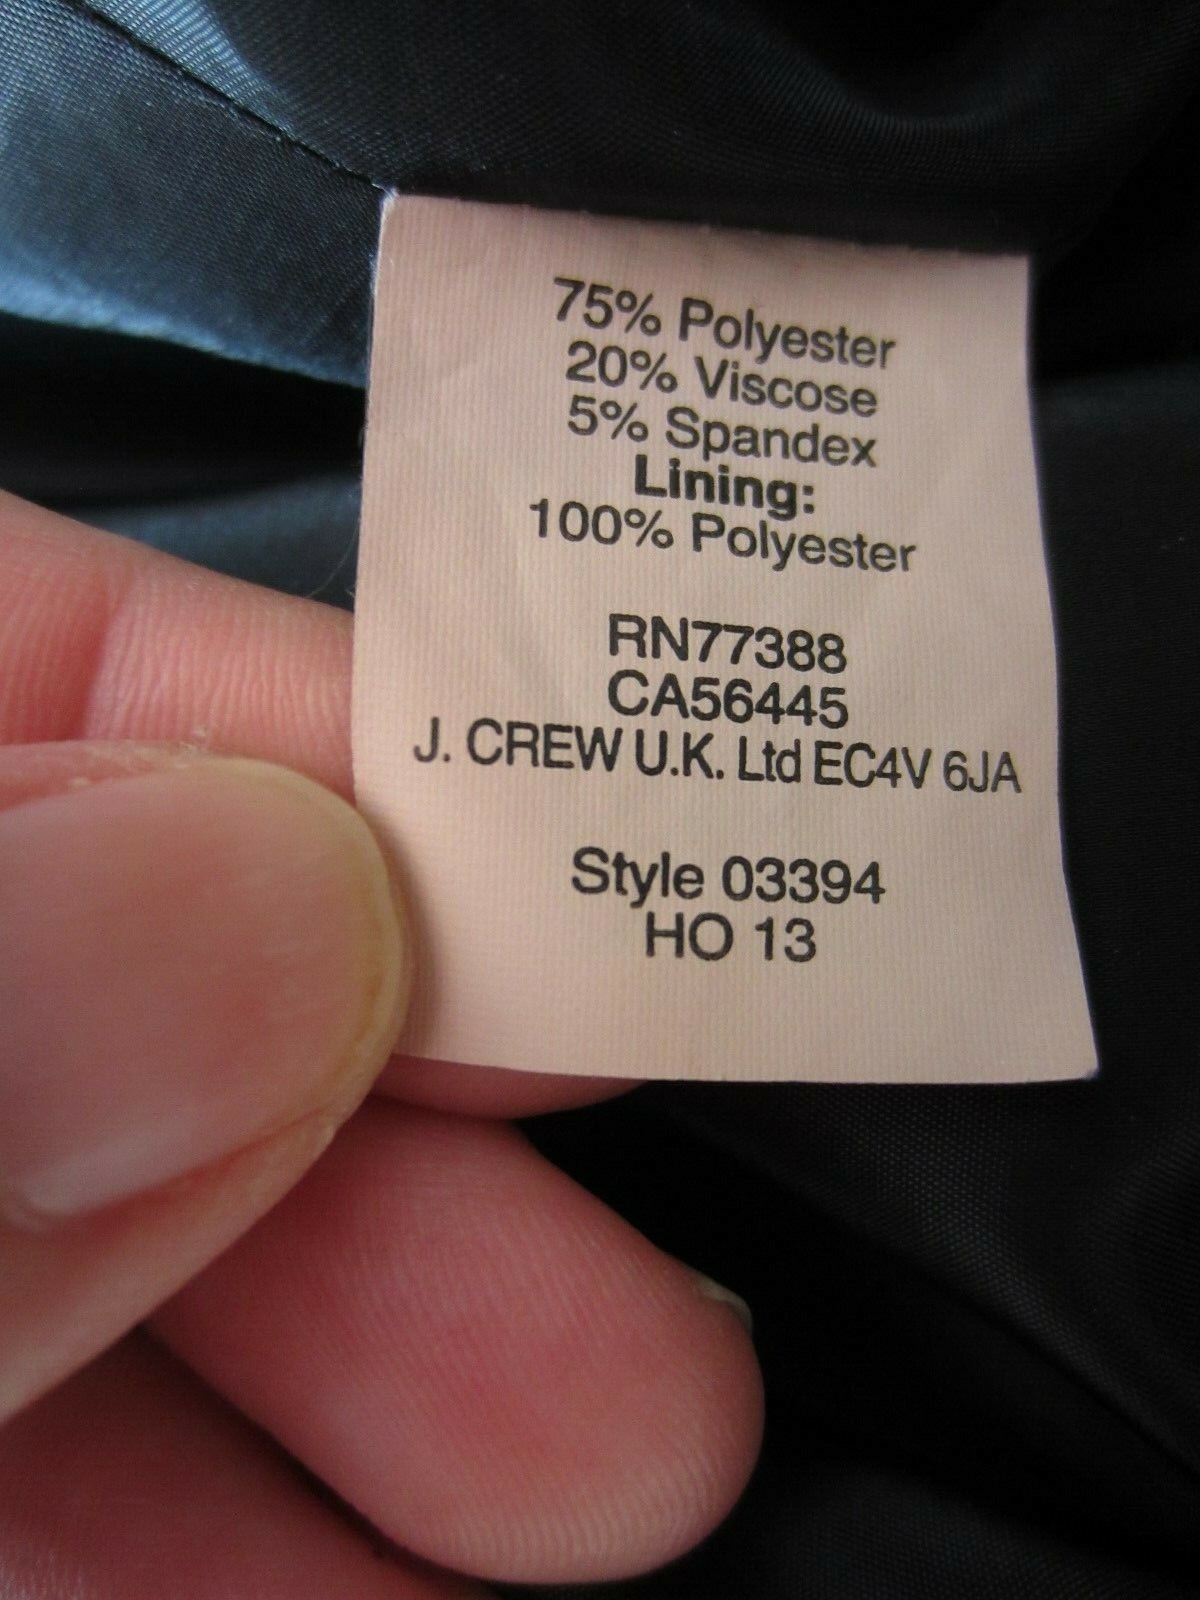 75% Polyester
20% Viscose
5% Spandex
Lining:
100% Polyester
RN77388
CA56445
J. CREW U.K. Ltd EC4V 6JA
Style 03394
HO 13